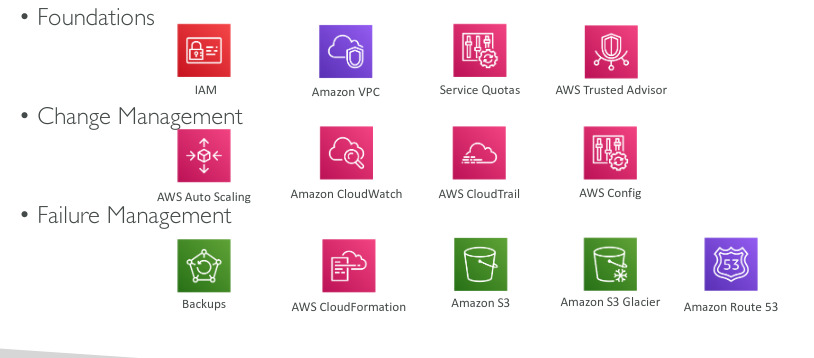 • Foundations
IAM
Amazon VPC
Service Quotas
AWS Trusted Advisor
• Change Management
AWS Auto Scaling
Amazon CloudWatch
AWS CloudTrail
AWS Config
• Failure Management
53
Backups
AWS CloudFormation
Amazon S3
Amazon S3 Glacier
Amazon Route 53